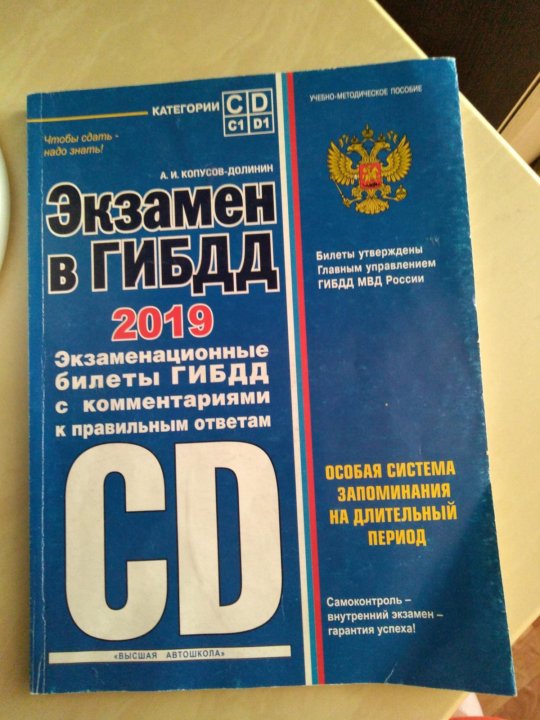 КАТЕГОРИИ
C D
C1 D1
Чтобы сдать -
надо знать!
А. И. КОПУСОВ-ДОЛИНИН
Экзамен
в ГИБДД
2019
Экзаменационные
билеты ГИБДД
с комментариями
к правильным ответам
CD
«ВЫСШАЯ АВТОШКОЛА»
УЧЕБНО-МЕТОДИЧЕСКОЕ ПОСОБИЕ
Билеты утверждены
Главным управлением
ГИБДД МВД России
ОСОБАЯ СИСТЕМА
ЗАПОМИНАНИЯ
НА ДЛИТЕЛЬНЫЙ
ПЕРИОД
Самоконтроль –
внутренний экзамен –
гарантия успеха!